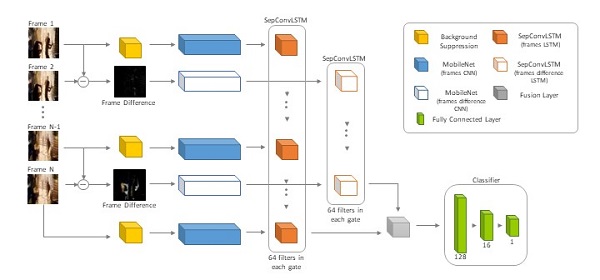 Frame 1
Frame 2
Frame Difference
Frame N-1
Frame N
Frame Difference
SepConvLSTM
64 filters in
each gate
SepConvLSTM
64 filters in
each gate
Background
Suppression
MobileNet
(frames CNN)
MobileNet
(frames difference
CNN)
Fully Connected Layer
SepConvLSTM
(frames LSTM)
SepConvLSTM
(frames difference
LSTM)
Fusion Layer
Classifier
128
16
1